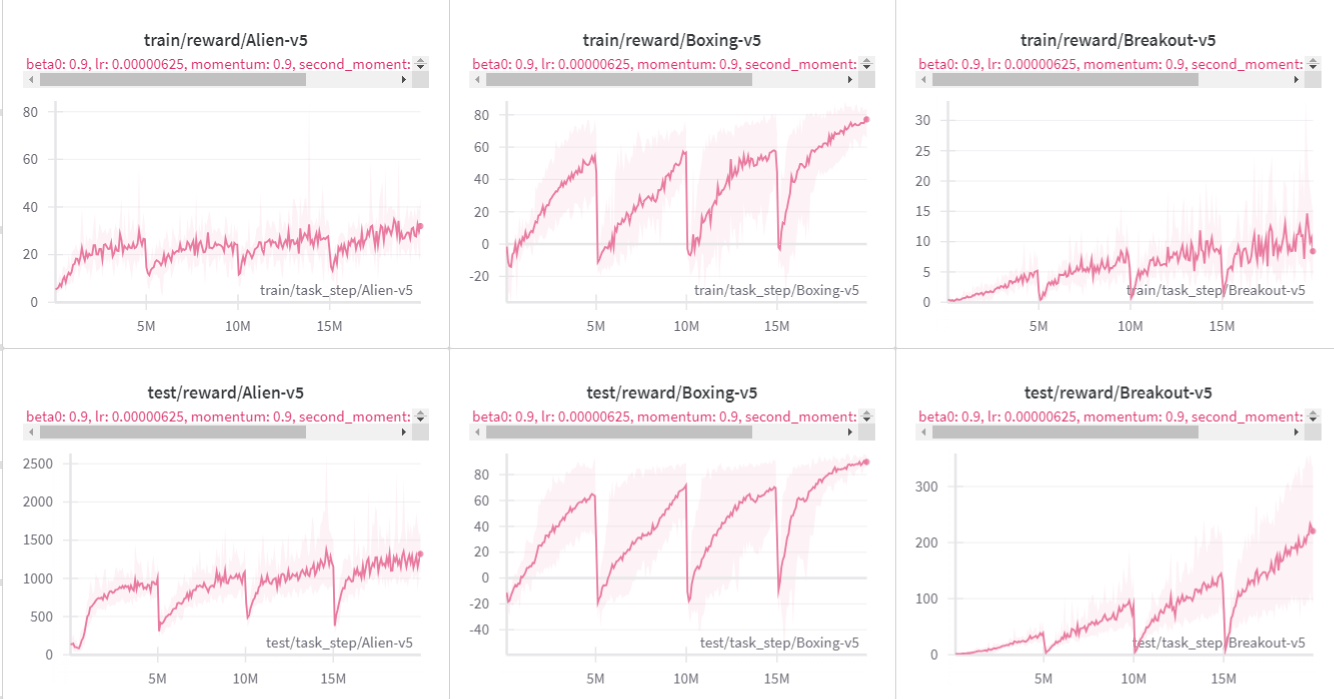 train/reward/Alien-v5
beta0: 0.9, lr: 0.00000625, momentum: 0.9, second_moment:
80
60
40
20
0
train/task_step/Alien-v5
5M 10M 15M
train/reward/Boxing-v5
beta0: 0.9, lr: 0.00000625, momentum: 0.9, second_moment:
80
60
40
20
0
-20
train/task_step/Boxing-v5
5M 10M 15M
train/reward/Breakout-v5
beta0: 0.9, lr: 0.00000625, momentum: 0.9, second_moment:
30
25
20
15
10
5
0
train/task_step/Breakout-v5
5M 10M 15M
test/reward/Alien-v5
beta0: 0.9, lr: 0.00000625, momentum: 0.9, second_moment:
2500
2000
1500
1000
500
0
test/task_step/Alien-v5
5M 10M 15M
test/reward/Boxing-v5
beta0: 0.9, lr: 0.00000625, momentum: 0.9, second_moment:
80
60
40
20
0
-20
-40
test/task_step/Boxing-v5
5M 10M 15M
test/reward/Breakout-v5
beta0: 0.9, lr: 0.00000625, momentum: 0.9, second_moment:
300
200
100
0
test/task_step/Breakout-v5
5M 10M 15M